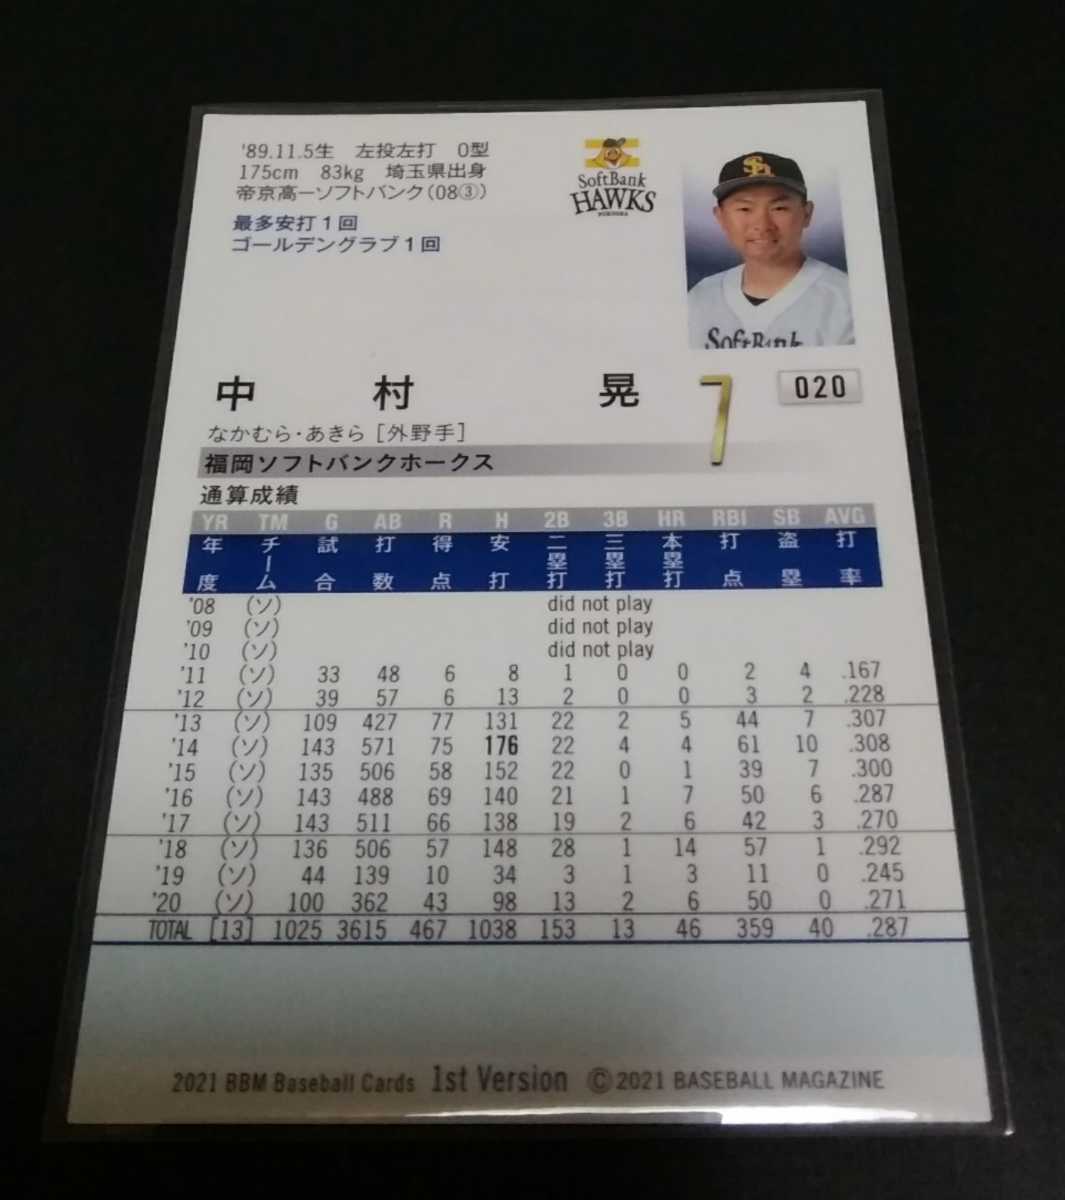 '89.11.5生　左投左打　O型
175cm　83kg　埼玉県出身
帝京高ーソフトバンク(08③)
最多安打1回
ゴールデングラブ1回
SoftBank
HAWKS
FUKUOKA
SoftBank
中村晃 7 020
なかむら・あきら［外野手］
福岡ソフトバンクホークス
通算成績
YR TM G AB R H 2B 3B HR RBI SB AVG
年度 チーム 試合 打数 得点 安打 二塁打 三塁打 本塁打 打点 盗塁 打率
'08 (ソ) did not play
'09 (ソ) did not play
'10 (ソ) did not play
'11 (ソ) 33 48 6 8 1 0 0 2 4 .167
'12 (ソ) 39 57 6 13 2 0 0 3 2 .228
'13 (ソ) 109 427 77 131 22 2 5 44 7 .307
'14 (ソ) 143 571 75 176 22 4 4 61 10 .308
'15 (ソ) 135 506 58 152 22 0 1 39 7 .300
'16 (ソ) 143 488 69 140 21 1 7 50 6 .287
'17 (ソ) 143 511 66 138 19 2 6 42 3 .270
'18 (ソ) 136 506 57 148 28 1 14 57 1 .292
'19 (ソ) 44 139 10 34 3 1 3 11 0 .245
'20 (ソ) 100 362 43 98 13 2 6 50 0 .271
TOTAL [13] 1025 3615 467 1038 153 13 46 359 40 .287
2021 BBM Baseball Cards 1st Version ©2021 BASEBALL MAGAZINE